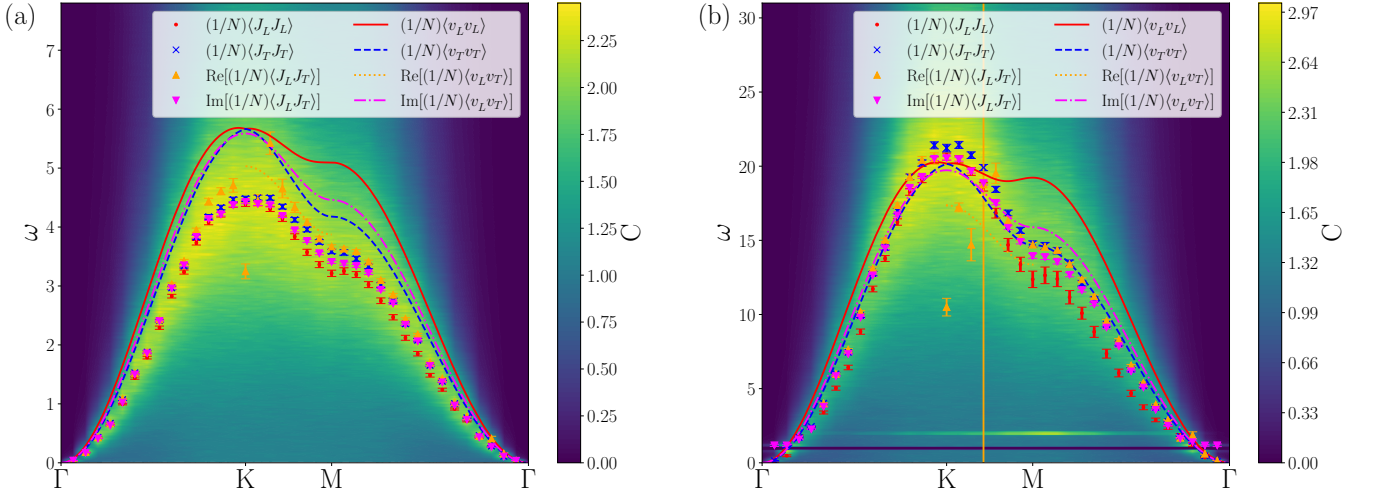 (a)
(1/N)⟨J_L J_L⟩
(1/N)⟨J_T J_T⟩
Re[(1/N)⟨J_L J_T⟩]
Im[(1/N)⟨J_L J_T⟩]
(1/N)⟨v_L v_L⟩
(1/N)⟨v_T v_T⟩
Re[(1/N)⟨v_L v_T⟩]
Im[(1/N)⟨v_L v_T⟩]
7
6
5
4
3
2
1
0
ω
Γ K M Γ
2.25
2.00
1.75
1.50
1.25
1.00
0.75
0.50
0.25
0.00
C
(b)
(1/N)⟨J_L J_L⟩
(1/N)⟨J_T J_T⟩
Re[(1/N)⟨J_L J_T⟩]
Im[(1/N)⟨J_L J_T⟩]
(1/N)⟨v_L v_L⟩
(1/N)⟨v_T v_T⟩
Re[(1/N)⟨v_L v_T⟩]
Im[(1/N)⟨v_L v_T⟩]
30
25
20
15
10
5
0
ω
Γ K M Γ
2.97
2.64
2.31
1.98
1.65
1.32
0.99
0.66
0.33
0.00
C